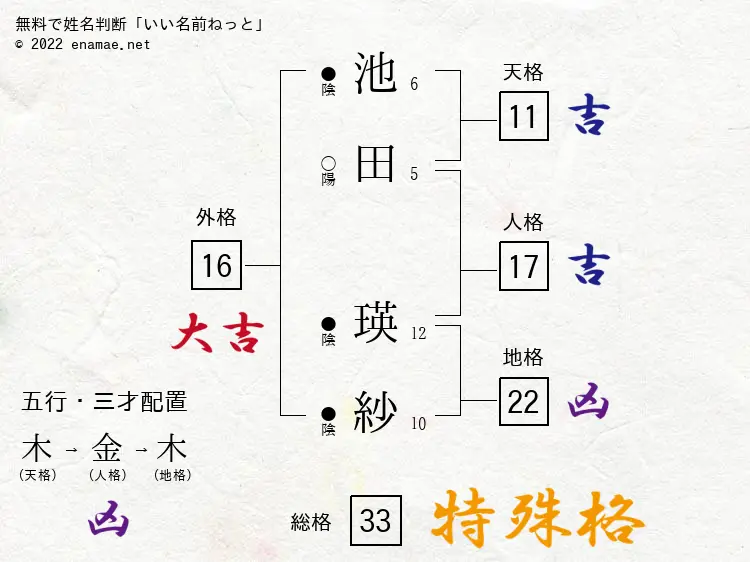 無料で姓名判断「いい名前ねっと」
© 2022 enamae.net
●陰 池 6
○陽 田 5
●陰 瑛 12
●陰 紗 10
天格
11 吉
人格
17 吉
地格
22 凶
外格
16
大吉
五行・三才配置
木→金→木
(天格) (人格) (地格)
凶
総格 33 特殊格